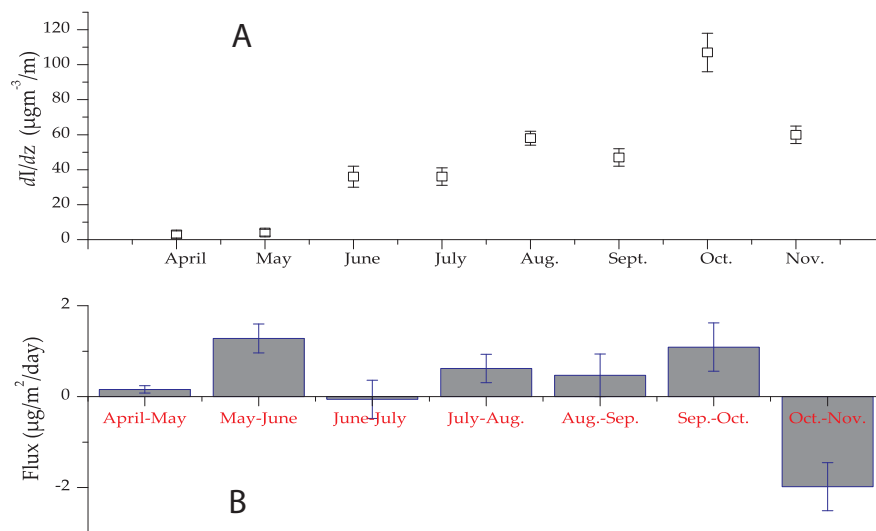 A
dI/dz (µgm⁻³/m)
120
100
80
60
40
20
0
April May June July Aug. Sept. Oct. Nov.
Flux (µg/m²/day)
2
1
0
-2
April-May May-June June-July July-Aug. Aug.-Sep. Sep.-Oct. Oct.-Nov.
B